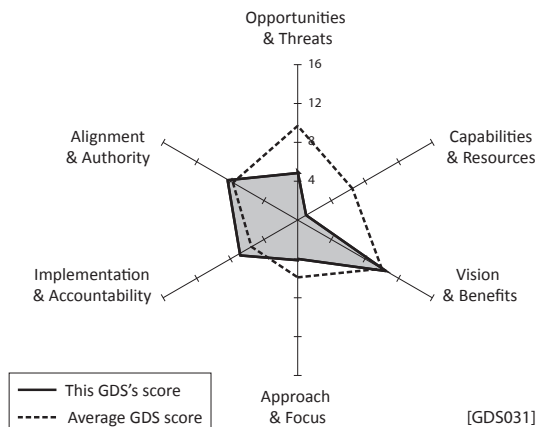 Opportunities
& Threats
16
12
8
4
Alignment
& Authority
Capabilities
& Resources
Implementation
& Accountability
Vision
& Benefits
Approach
& Focus
This GDS's score
Average GDS score
[GDS031]